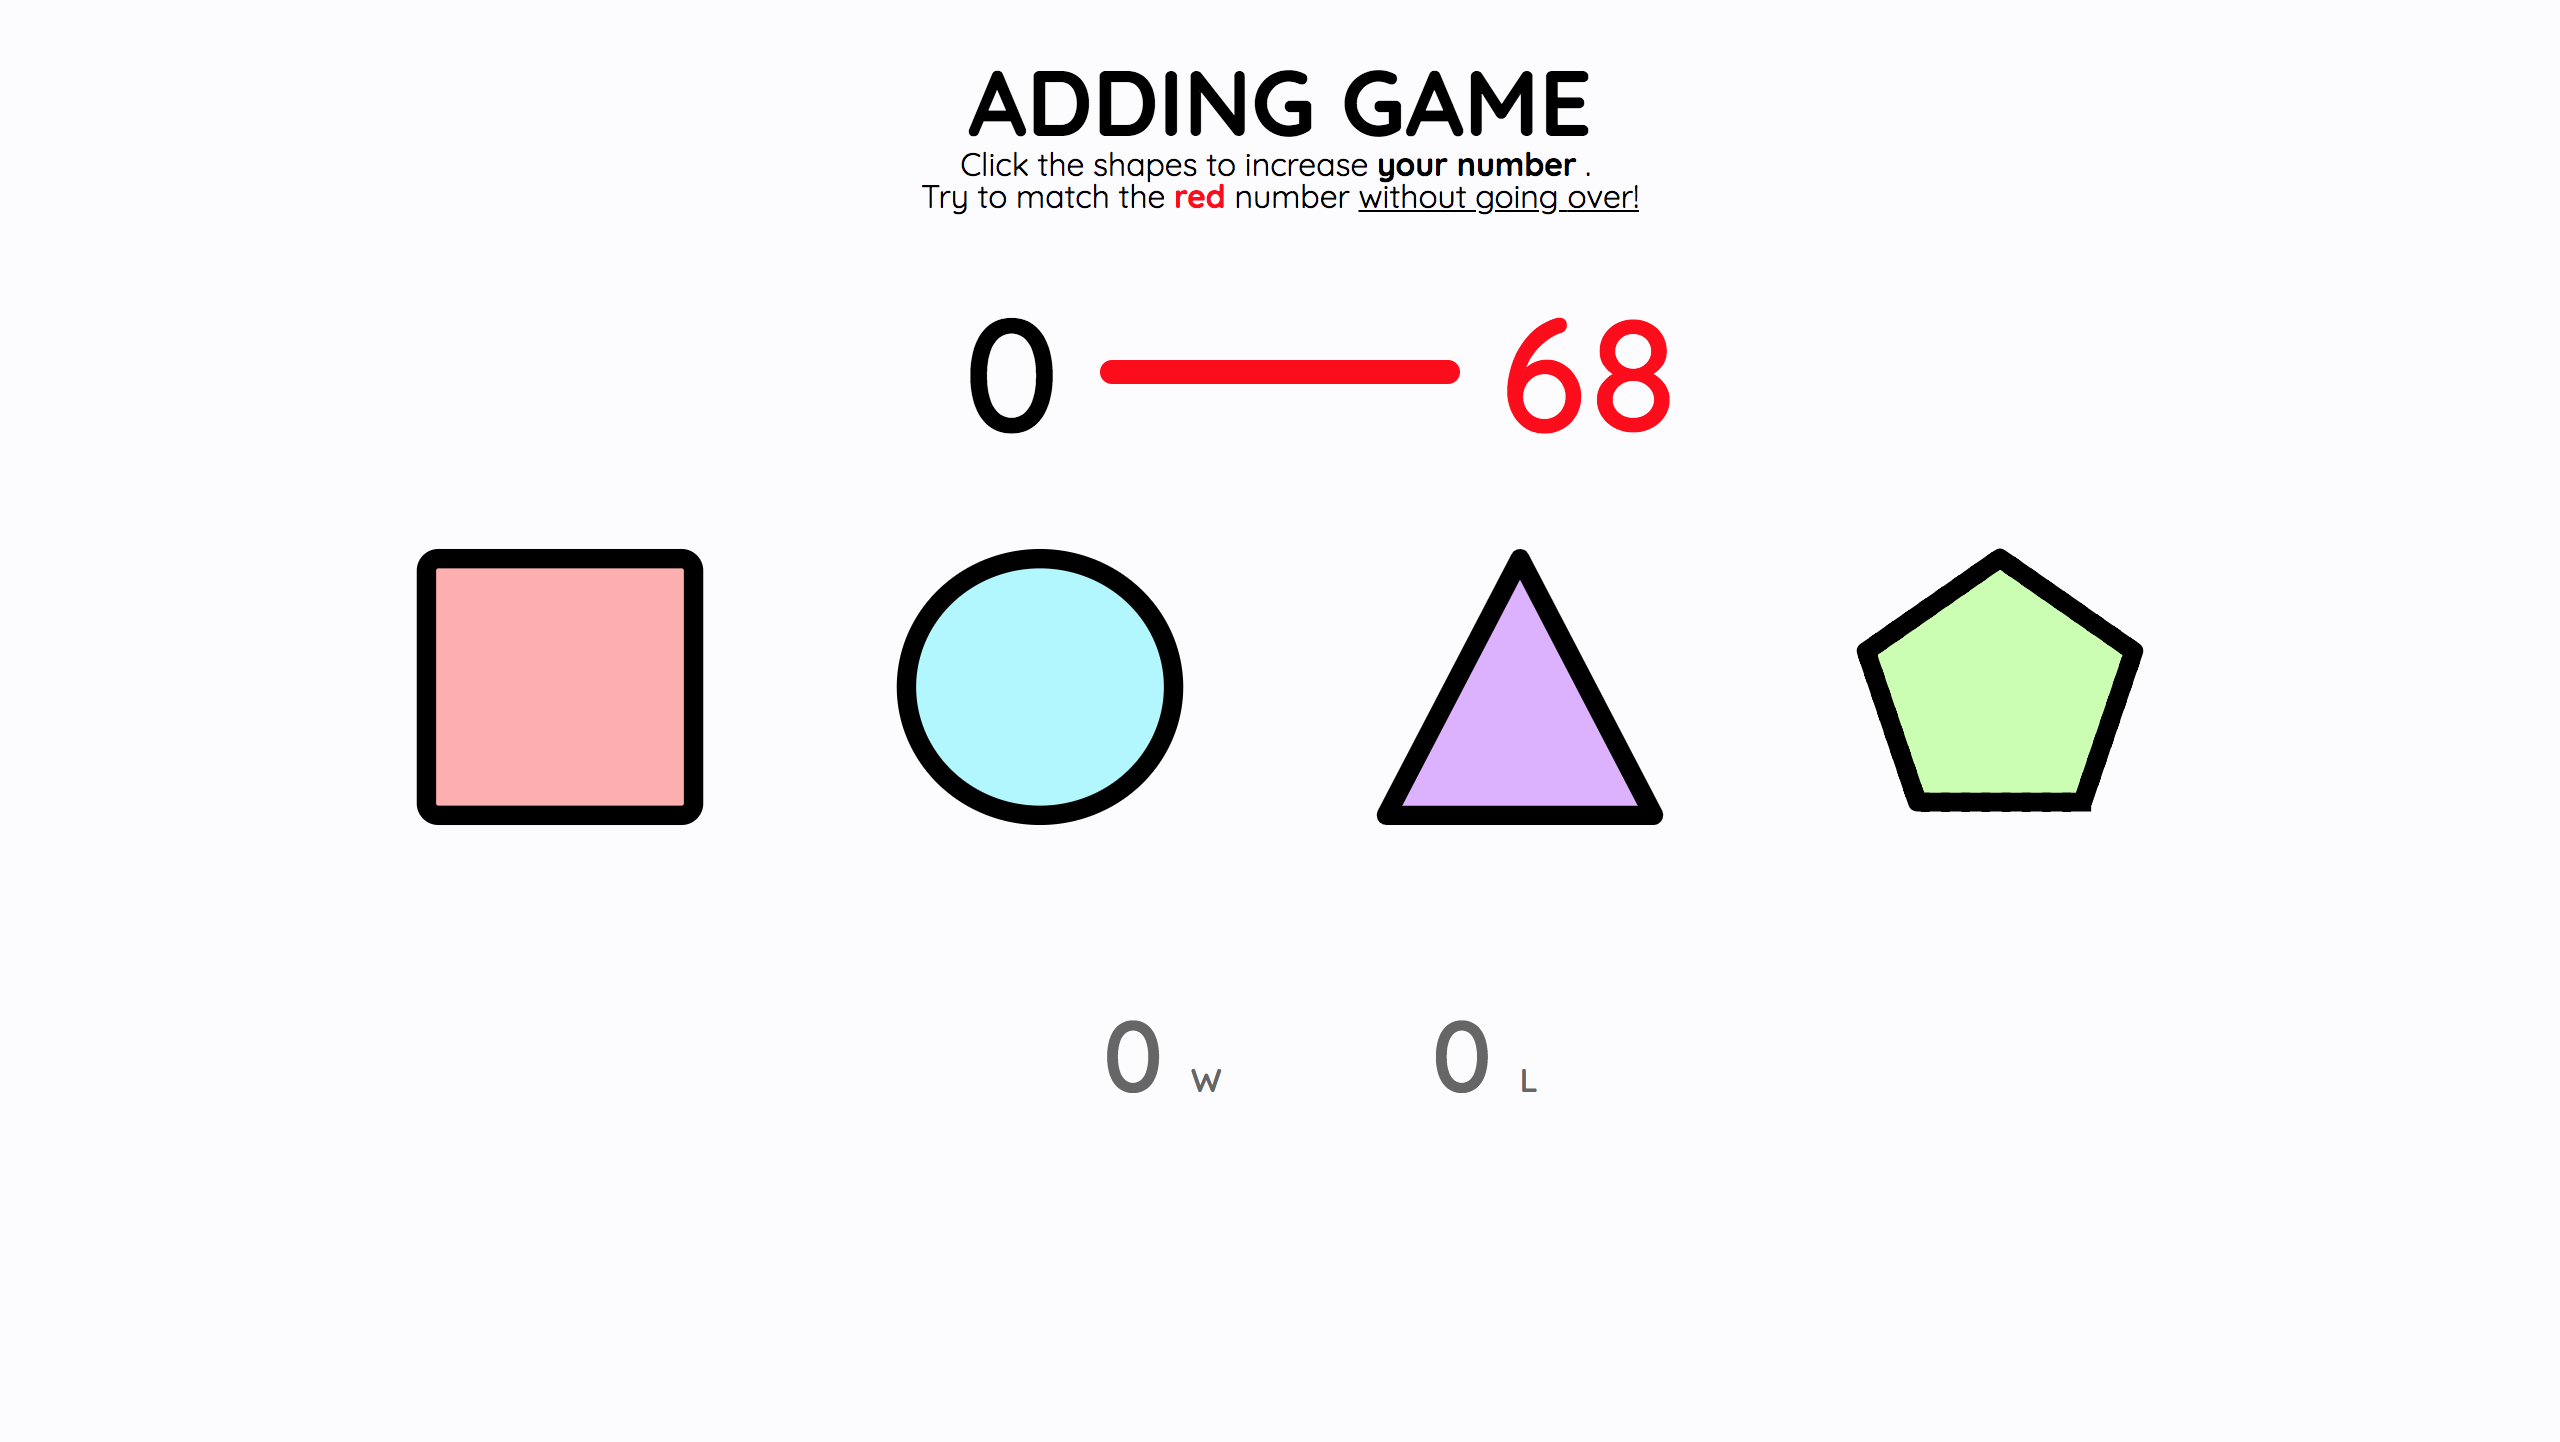 ADDING GAME
Click the shapes to increase your number .
Try to match the red number without going over!
0 68
0 W 0 L